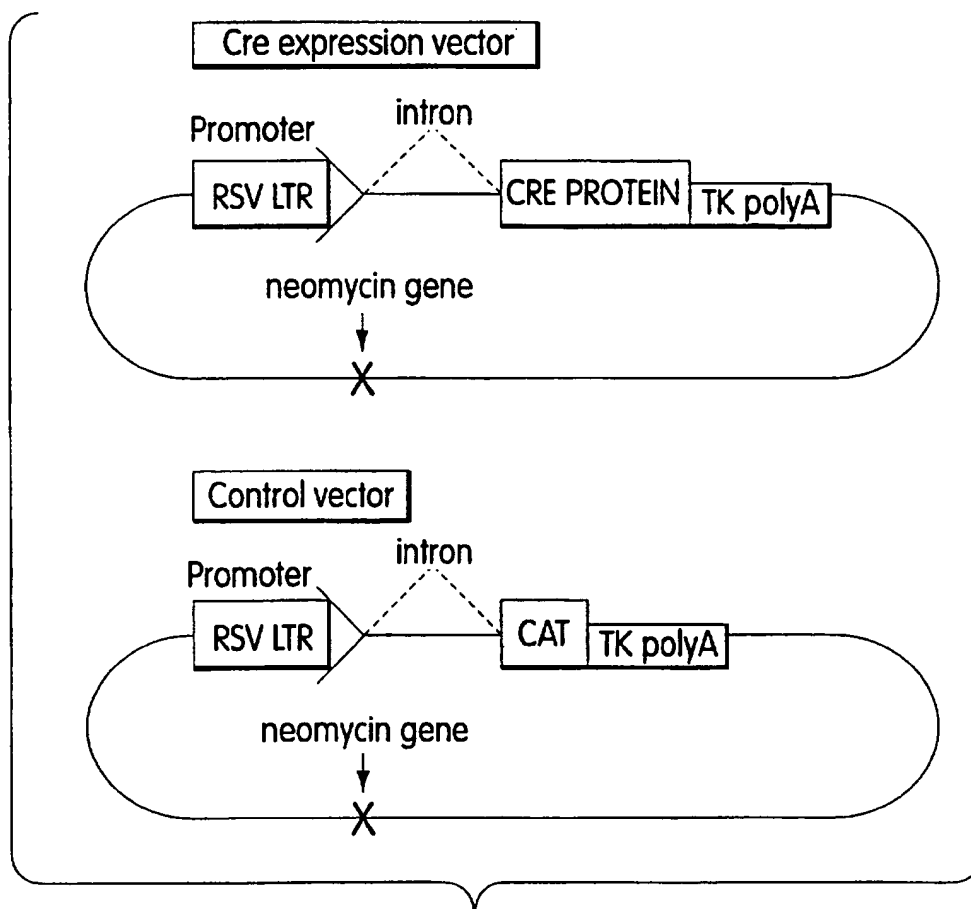 Cre expression vector
intron
Promoter
RSV LTR
CRE PROTEIN
TK polyA
neomycin gene
X
Control vector
intron
Promoter
RSV LTR
CAT
TK polyA
neomycin gene
X